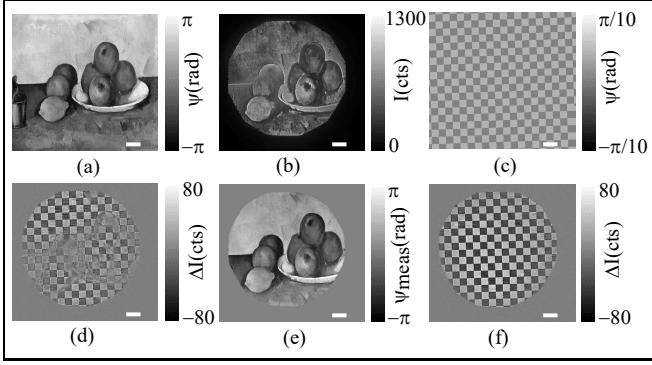 π
ψ(rad)
−π
(a)
1300
I(cts)
0
(b)
π/10
ψ(rad)
−π/10
(c)
80
ΔI(cts)
−80
(d)
π
ψmeas(rad)
−π
(e)
80
ΔI(cts)
−80
(f)